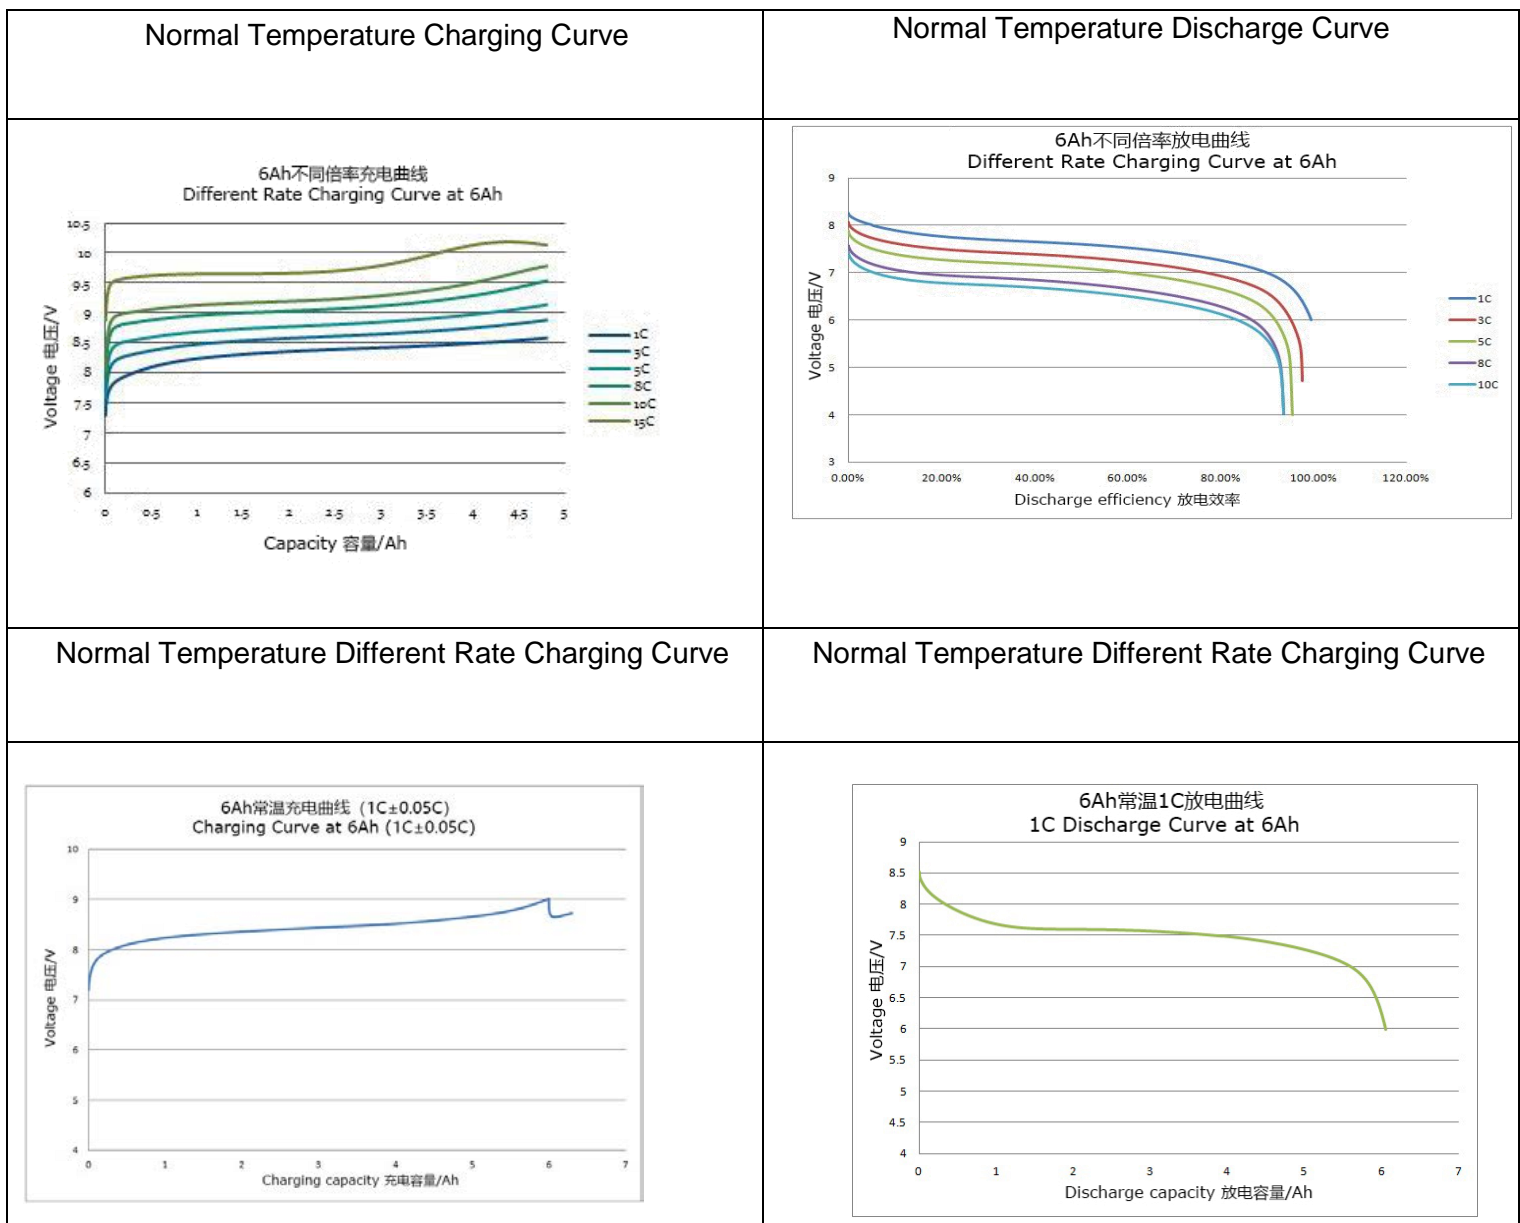 Normal Temperature Charging Curve
Normal Temperature Discharge Curve
6Ah不同倍率充电曲线
Different Rate Charging Curve at 6Ah
10.5
10
9.5
9
8.5
8
7.5
7
6.5
6
0 0.5 1 1.5 2 2.5 3 3.5 4 4.5 5
Voltage 电压/V
Capacity 容量/Ah
1C
3C
5C
8C
10C
15C
6Ah不同倍率放电曲线
Different Rate Charging Curve at 6Ah
9
8
7
6
5
4
3
0.00% 20.00% 40.00% 60.00% 80.00% 100.00% 120.00%
Voltage 电压/V
Discharge efficiency 放电效率
1C
3C
5C
8C
10C
Normal Temperature Different Rate Charging Curve
Normal Temperature Different Rate Charging Curve
6Ah常温充电曲线（1C±0.05C）
Charging Curve at 6Ah (1C±0.05C)
10
9
8
7
6
5
4
0 1 2 3 4 5 6 7
Voltage 电压/V
Charging capacity 充电容量/Ah
6Ah常温1C放电曲线
1C Discharge Curve at 6Ah
9
8.5
8
7.5
7
6.5
6
5.5
5
4.5
4
0 1 2 3 4 5 6 7
Voltage 电压/V
Discharge capacity 放电容量/Ah